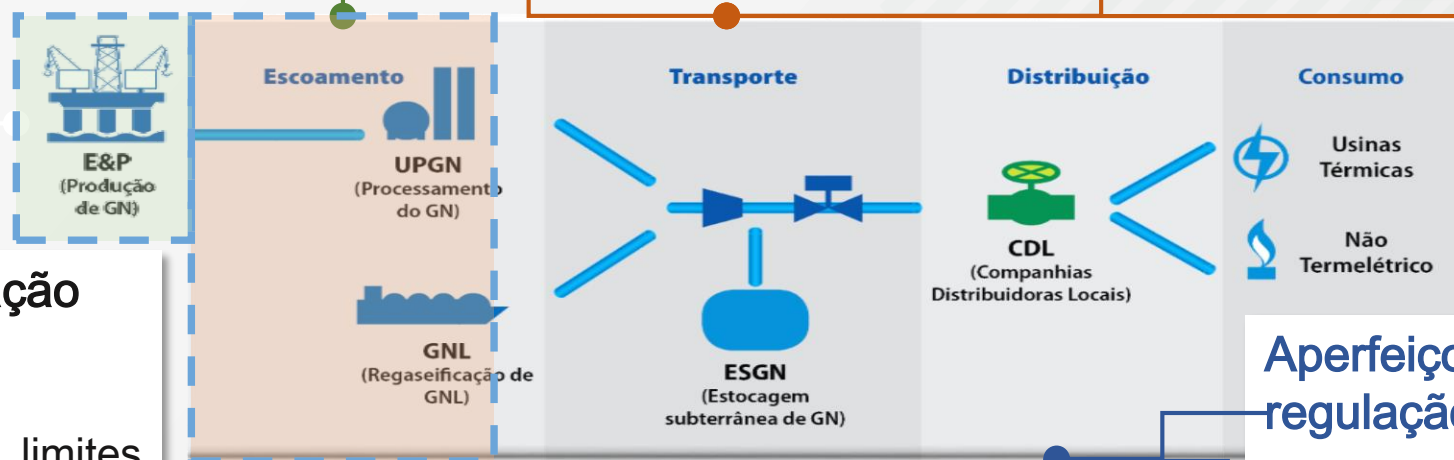 Escoamento
Transporte
Distribuição
Consumo
E&P
(Produção
de GN)
UPGN
(Processamento
do GN)
GNL
(Regaseificação de
GNL)
ESGN
(Estocagem
subterrânea de GN)
CDL
(Companhias
Distribuidoras Locais)
Usinas
Térmicas
Não
Termelétrico
limites
regulação